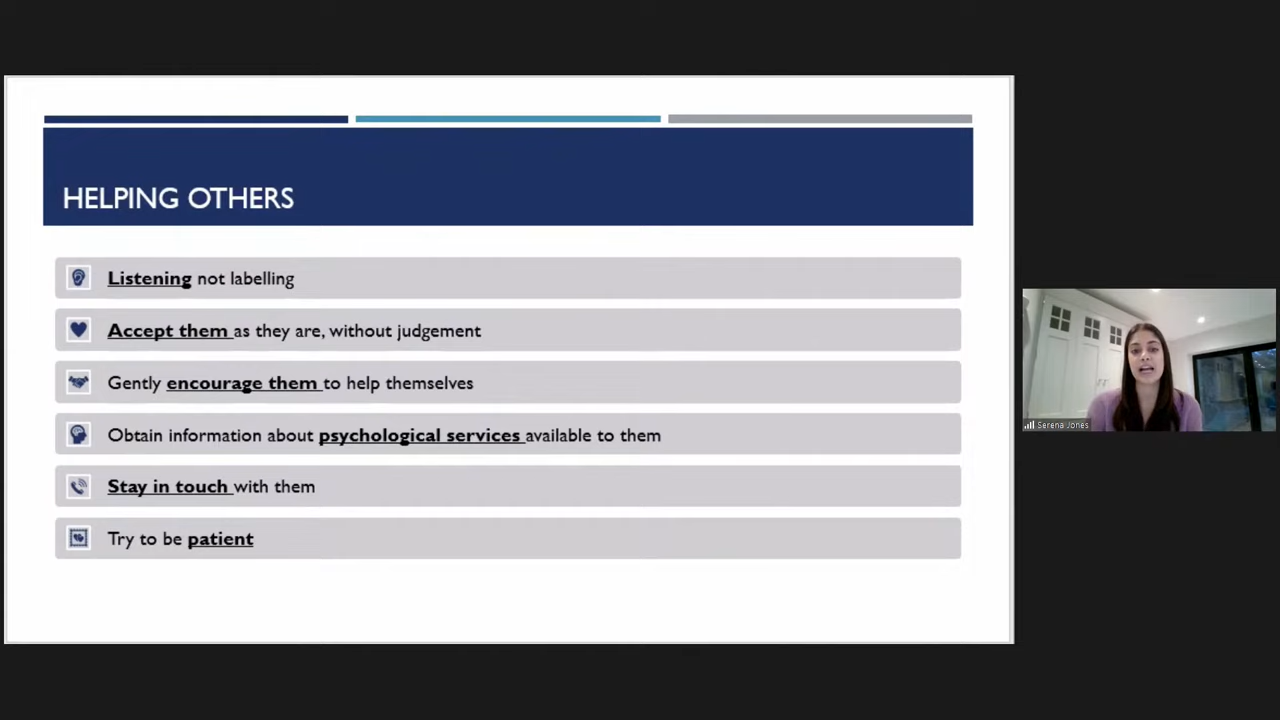 HELPING OTHERS
Listening not labelling
Accept them as they are, without judgement
Gently encourage them to help themselves
Obtain information about psychological services available to them
Stay in touch with them
Try to be patient
Serena Jones